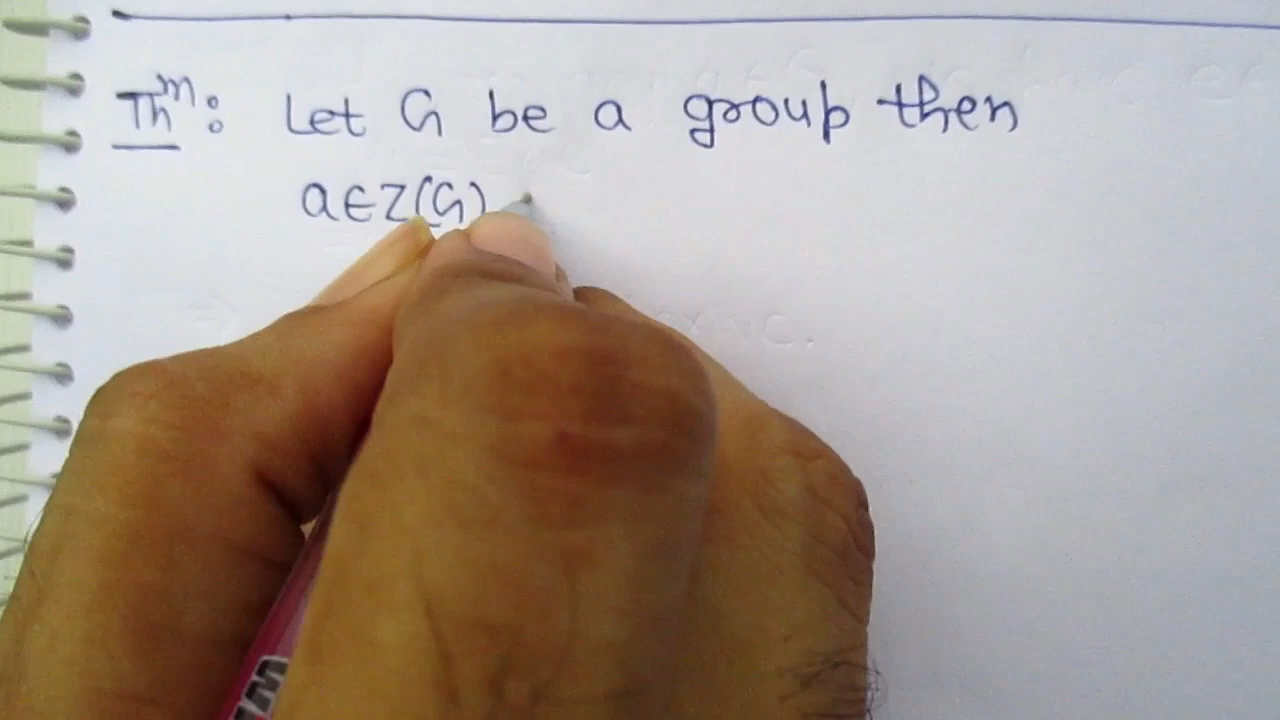 Thm: Let G be a group then
a∈Z(G)